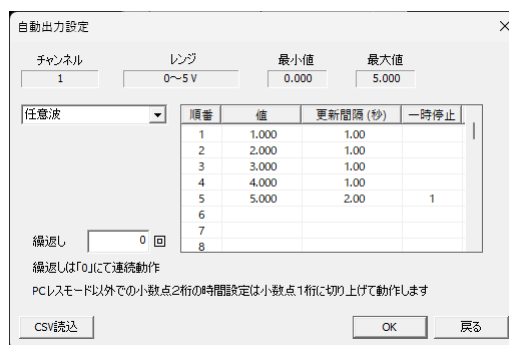 自動出力設定
チャンネル レンジ 最小値 最大値
1 0～5 V 0.000 5.000
任意波
順番 値 更新間隔(秒) 一時停止
1 1.000 1.00
2 2.000 1.00
3 3.000 1.00
4 4.000 1.00
5 5.000 2.00 1
6
7
8
繰返し 0 回
繰返しは「0」にて連続動作
PCレスモード以外での小数点2桁の時間設定は小数点1桁に切り上げて動作します
CSV読込 OK 戻る